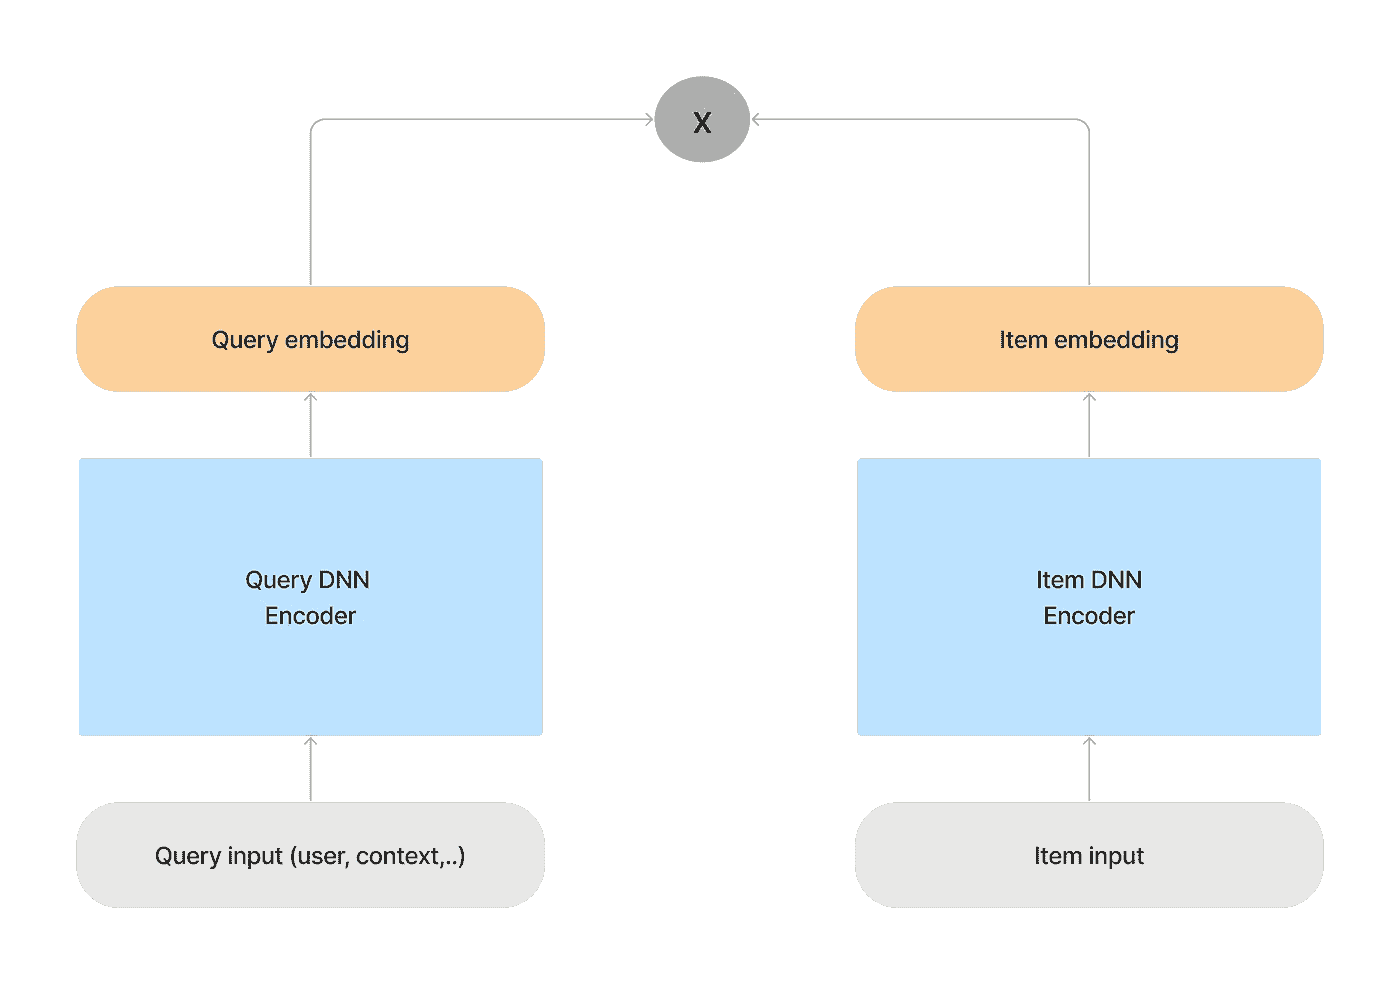 X
Query embedding
Item embedding
Query DNN
Encoder
Item DNN
Encoder
Query input (user, context,..)
Item input